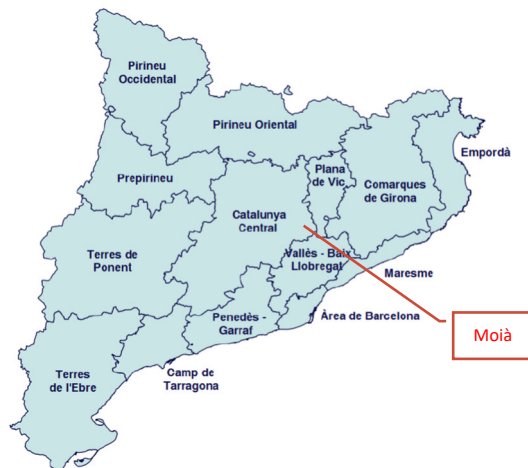 Pirineu
Occidental
Pirineu Oriental
Empordà
Plana
de Vic
Prepirineu
Comarques
de Girona
Catalunya
Central
Terres de
Ponent
Vallès - Baix
Llobregat
Maresme
Àrea de Barcelona
Penedès -
Garraf
Moià
Camp de
Tarragona
Terres
de l'Ebre